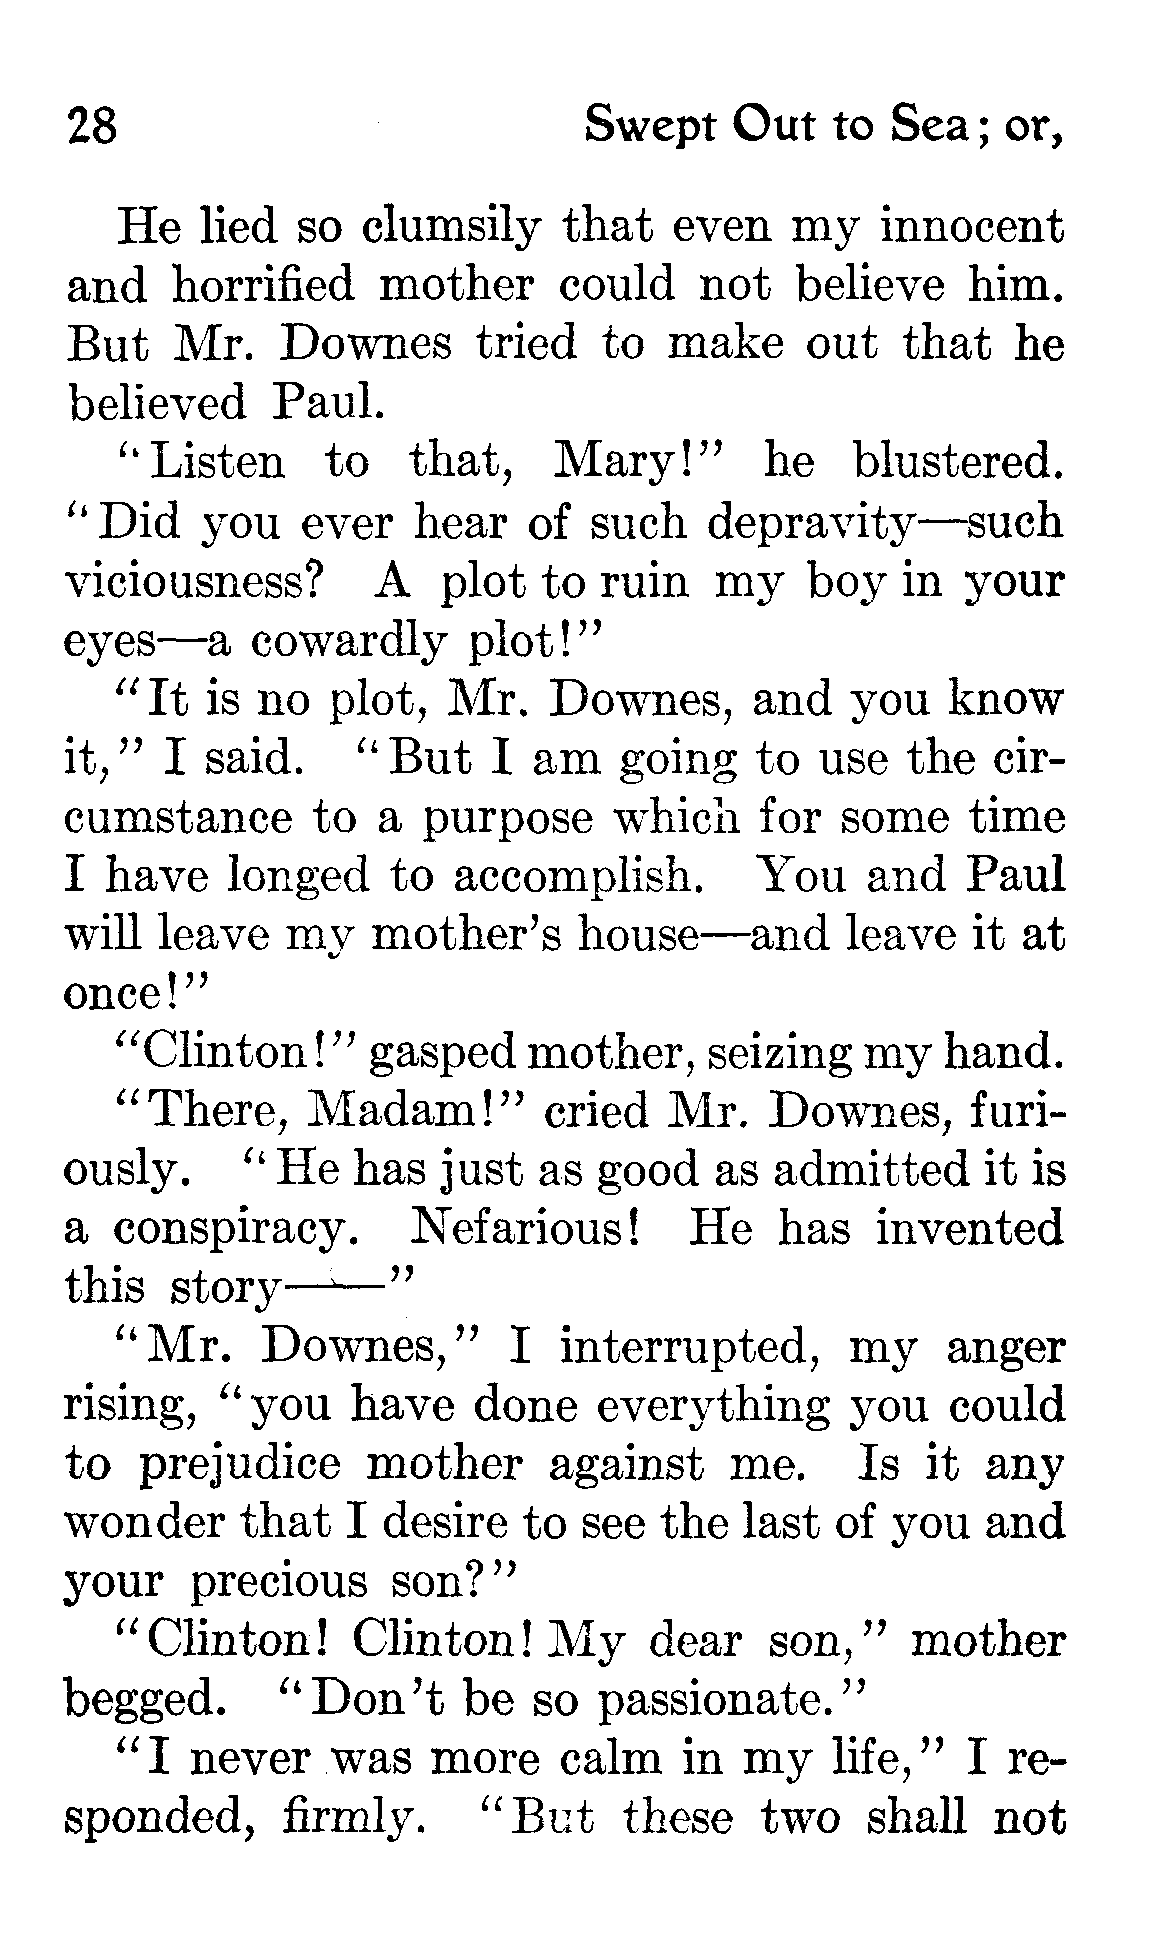 28 Swept Out to Sea; or,
He lied so clumsily that even my innocent
and horrified mother could not believe him.
But Mr. Downes tried to make out that he
believed Paul.
“Listen to that, Mary!” he blustered.
“Did you ever hear of such depravity—such
viciousness? A plot to ruin my boy in your
eyes—a cowardly plot!”
“It is no plot, Mr. Downes, and you know
it,” I said. “But I am going to use the cir-
cumstance to a purpose which for some time
I have longed to accomplish. You and Paul
will leave my mother’s house—and leave it at
once!”
“Clinton!” gasped mother, seizing my hand.
“There, Madam!” cried Mr. Downes, furi-
ously. “He has just as good as admitted it is
a conspiracy. Nefarious! He has invented
this story——”
“Mr. Downes,” I interrupted, my anger
rising, “you have done everything you could
to prejudice mother against me. Is it any
wonder that I desire to see the last of you and
your precious son?”
“Clinton! Clinton! My dear son,” mother
begged. “Don’t be so passionate.”
“I never was more calm in my life,” I re-
sponded, firmly. “But these two shall not